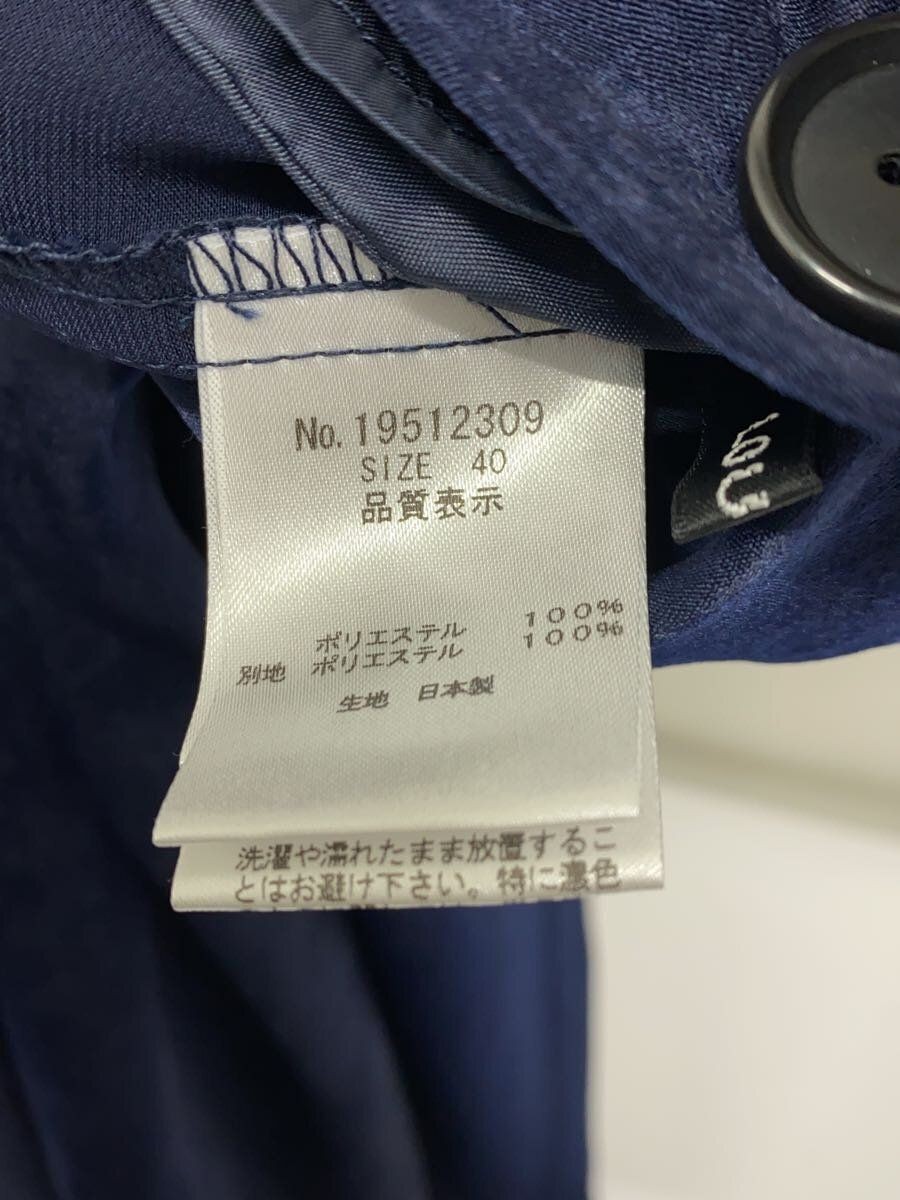 No.19512309
SIZE 40
品質表示
ポリエステル 100%
別地 ポリエステル 100%
生地 日本製
洗濯や濡れたまま放置するこ
とはお避け下さい。特に濃色